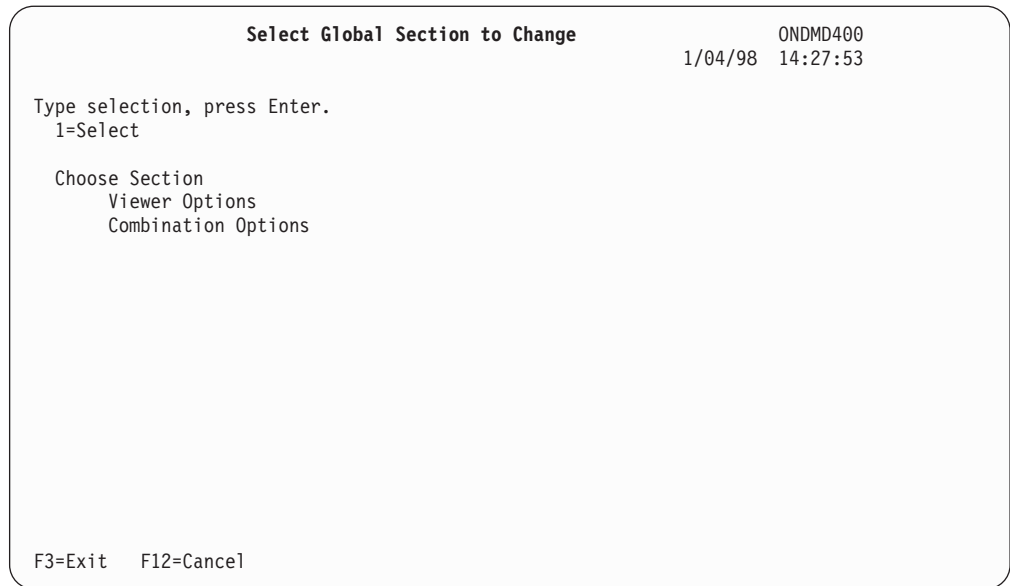 Select Global Section to Change ONDMD400
1/04/98 14:27:53
Type selection, press Enter.
1=Select
Choose Section
Viewer Options
Combination Options
F3=Exit F12=Cancel